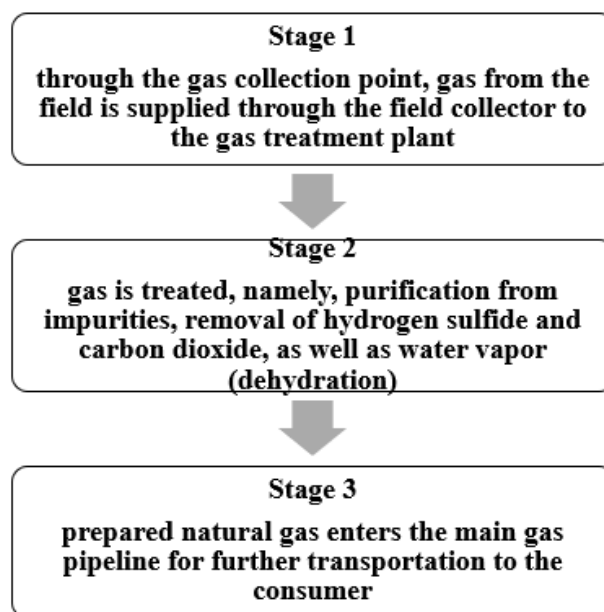 Stage 1
through the gas collection point, gas from the
field is supplied through the field collector to
the gas treatment plant
Stage 2
gas is treated, namely, purification from
impurities, removal of hydrogen sulfide and
carbon dioxide, as well as water vapor
(dehydration)
Stage 3
prepared natural gas enters the main gas
pipeline for further transportation to the
consumer